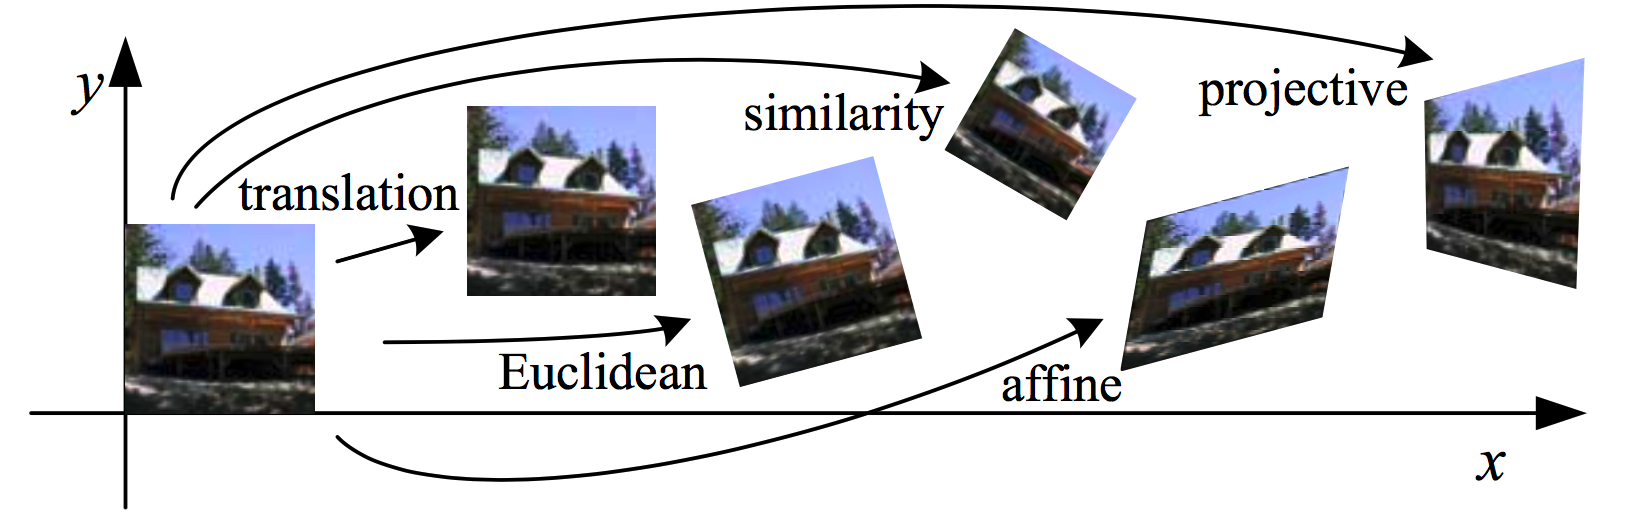 y
similarity
projective
translation
Euclidean
affine
x